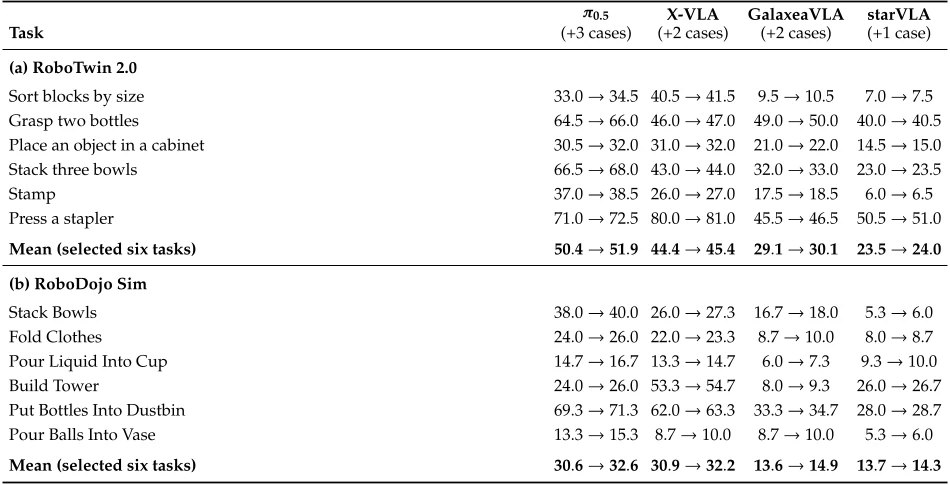 π0.5 X-VLA GalaxeaVLA starVLA
Task (+3 cases) (+2 cases) (+2 cases) (+1 case)
(a) RoboTwin 2.0
Sort blocks by size 33.0 → 34.5 40.5 → 41.5 9.5 → 10.5 7.0 → 7.5
Grasp two bottles 64.5 → 66.0 46.0 → 47.0 49.0 → 50.0 40.0 → 40.5
Place an object in a cabinet 30.5 → 32.0 31.0 → 32.0 21.0 → 22.0 14.5 → 15.0
Stack three bowls 66.5 → 68.0 43.0 → 44.0 32.0 → 33.0 23.0 → 23.5
Stamp 37.0 → 38.5 26.0 → 27.0 17.5 → 18.5 6.0 → 6.5
Press a stapler 71.0 → 72.5 80.0 → 81.0 45.5 → 46.5 50.5 → 51.0
Mean (selected six tasks) 50.4 → 51.9 44.4 → 45.4 29.1 → 30.1 23.5 → 24.0
(b) RoboDojo Sim
Stack Bowls 38.0 → 40.0 26.0 → 27.3 16.7 → 18.0 5.3 → 6.0
Fold Clothes 24.0 → 26.0 22.0 → 23.3 8.7 → 10.0 8.0 → 8.7
Pour Liquid Into Cup 14.7 → 16.7 13.3 → 14.7 6.0 → 7.3 9.3 → 10.0
Build Tower 24.0 → 26.0 53.3 → 54.7 8.0 → 9.3 26.0 → 26.7
Put Bottles Into Dustbin 69.3 → 71.3 62.0 → 63.3 33.3 → 34.7 28.0 → 28.7
Pour Balls Into Vase 13.3 → 15.3 8.7 → 10.0 8.7 → 10.0 5.3 → 6.0
Mean (selected six tasks) 30.6 → 32.6 30.9 → 32.2 13.6 → 14.9 13.7 → 14.3